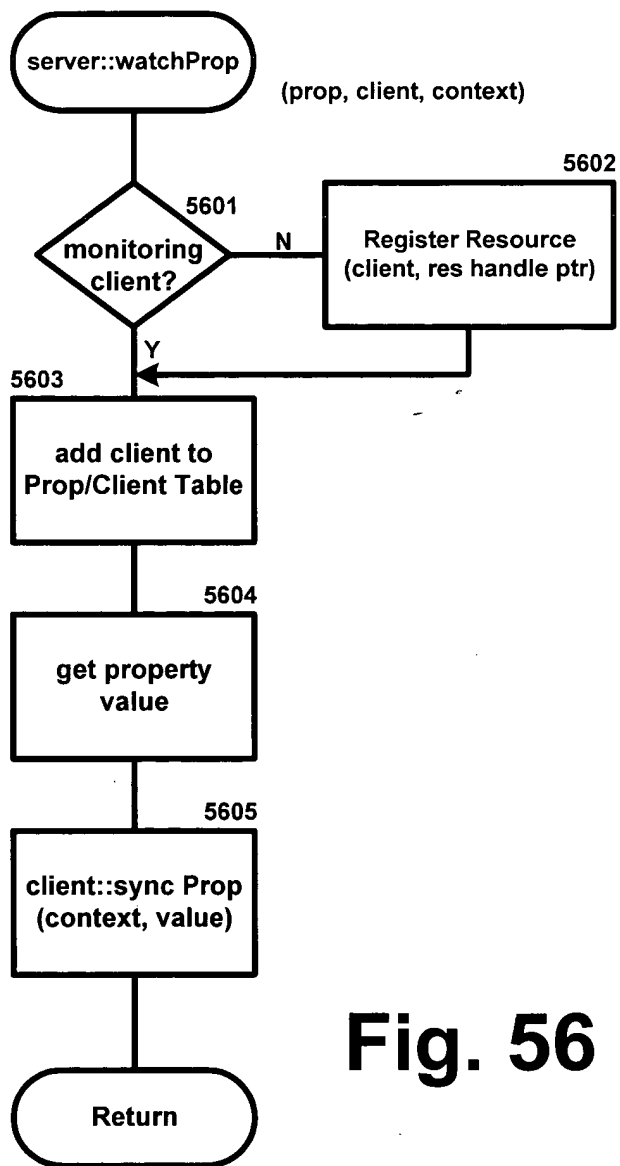 server::watchProp
(prop, client, context)
5601
5602
monitoring
client?
N
Register Resource
(client, res handle ptr)
Y
5603
add client to
Prop/Client Table
5604
get property
value
5605
client::sync Prop
(context, value)
Return
Fig. 56